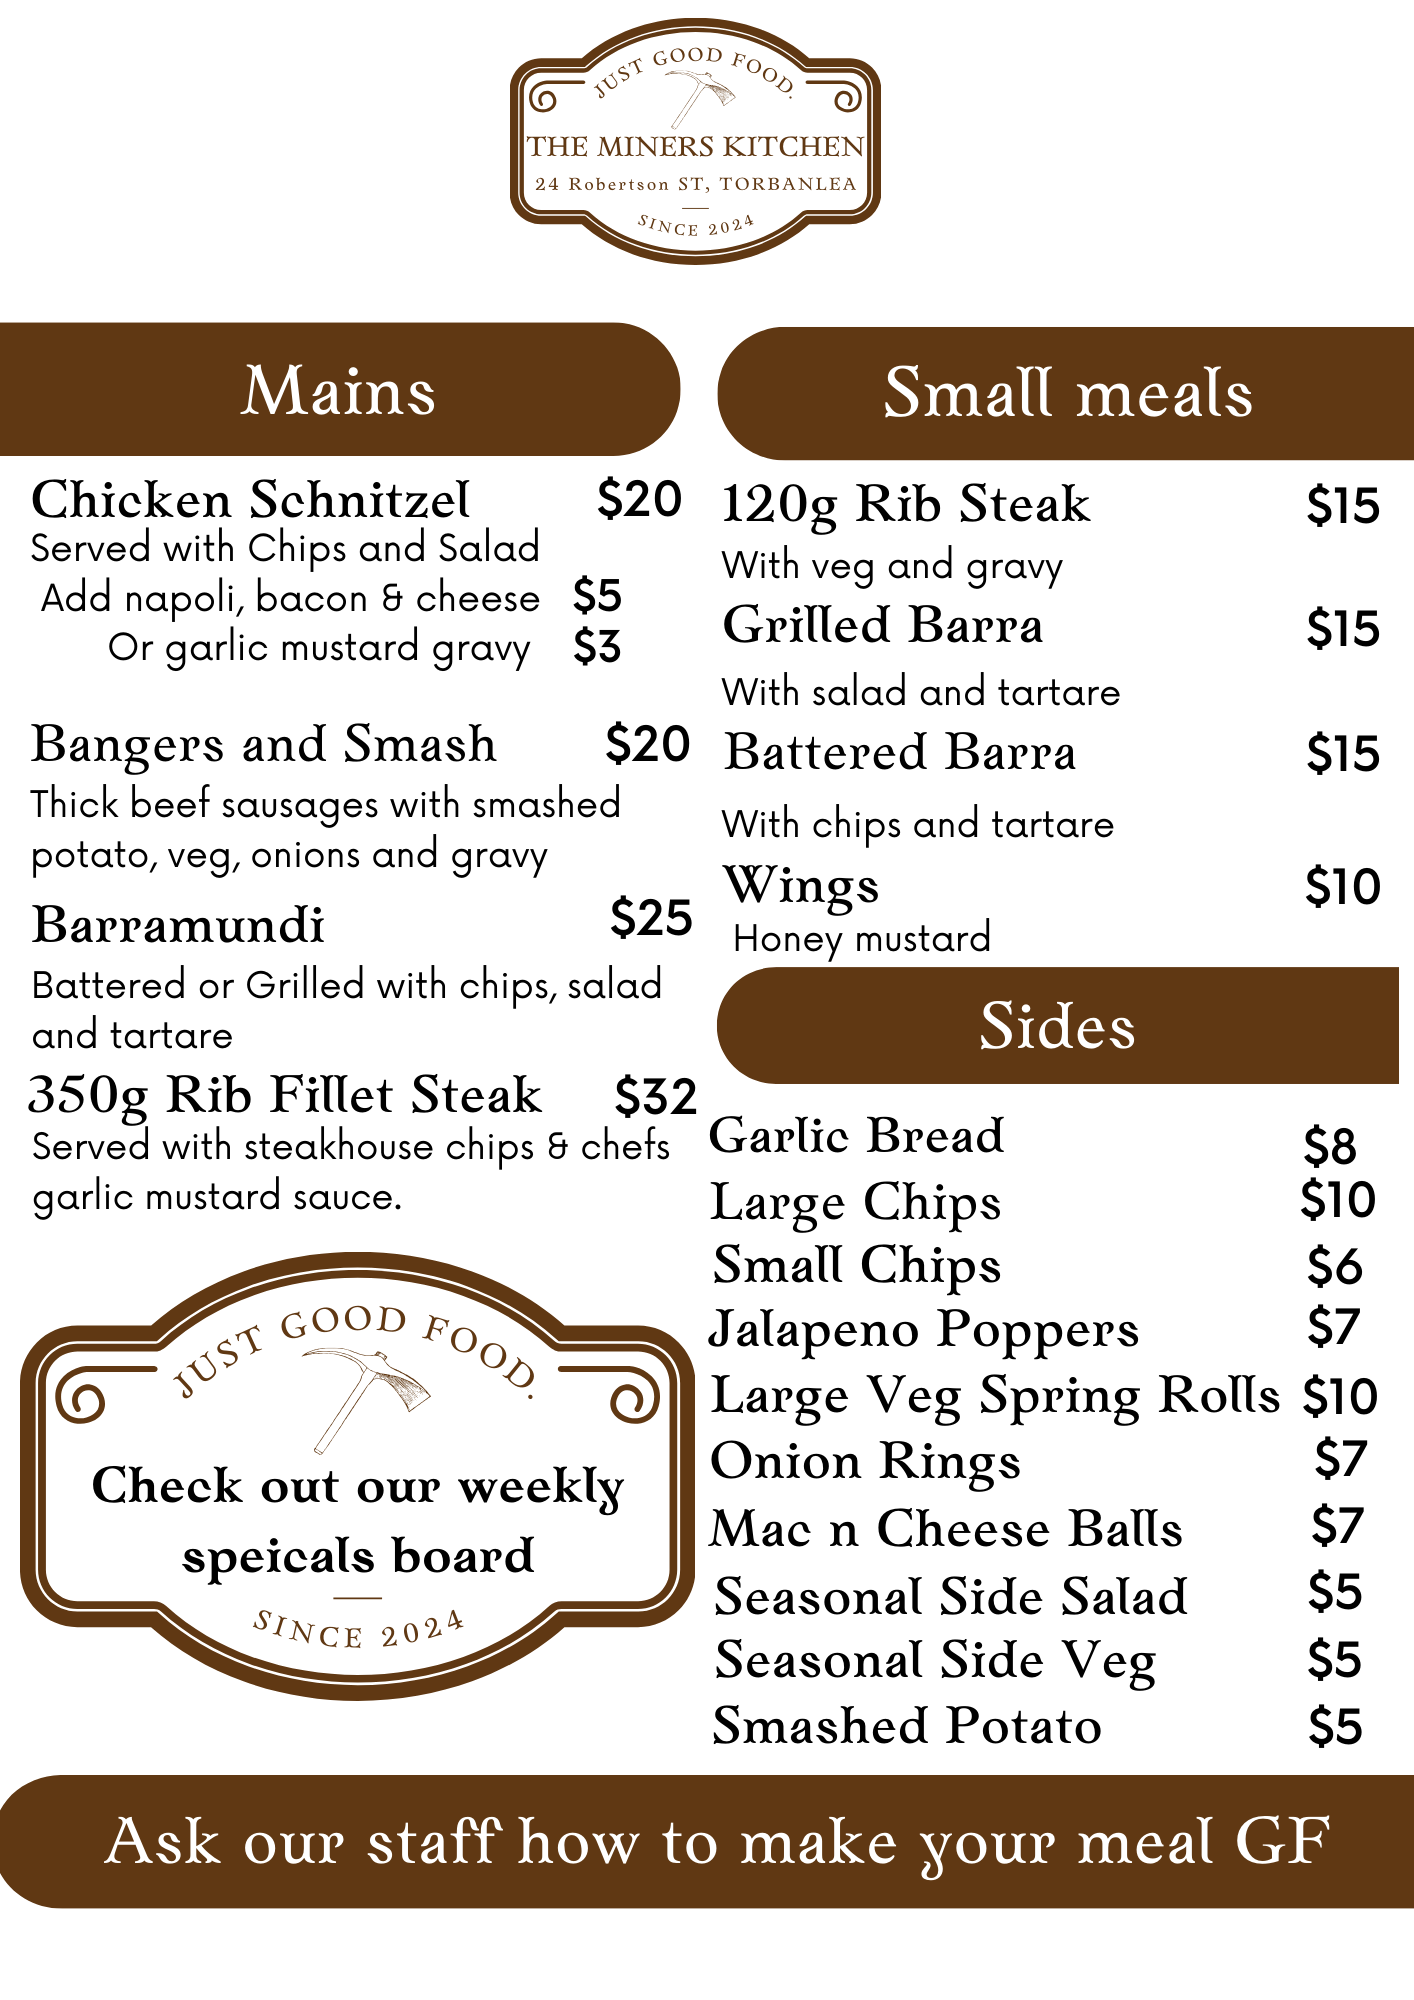 JUST GOOD FOOD.
THE MINERS KITCHEN
24 Robertson ST, TORBANLEA
SINCE 2024
Mains
Chicken Schnitzel $20
Served with Chips and Salad
Add napoli, bacon & cheese $5
Or garlic mustard gravy $3
Bangers and Smash $20
Thick beef sausages with smashed
potato, veg, onions and gravy
Barramundi $25
Battered or Grilled with chips, salad
and tartare
350g Rib Fillet Steak $32
Served with steakhouse chips & chefs
garlic mustard sauce.
JUST GOOD FOOD.
Check out our weekly
speicals board
SINCE 2024
Small meals
120g Rib Steak $15
With veg and gravy
Grilled Barra $15
With salad and tartare
Battered Barra $15
With chips and tartare
Wings $10
Honey mustard
Sides
Garlic Bread $8
Large Chips $10
Small Chips $6
Jalapeno Poppers $7
Large Veg Spring Rolls $10
Onion Rings $7
Mac n Cheese Balls $7
Seasonal Side Salad $5
Seasonal Side Veg $5
Smashed Potato $5
Ask our staff how to make your meal GF